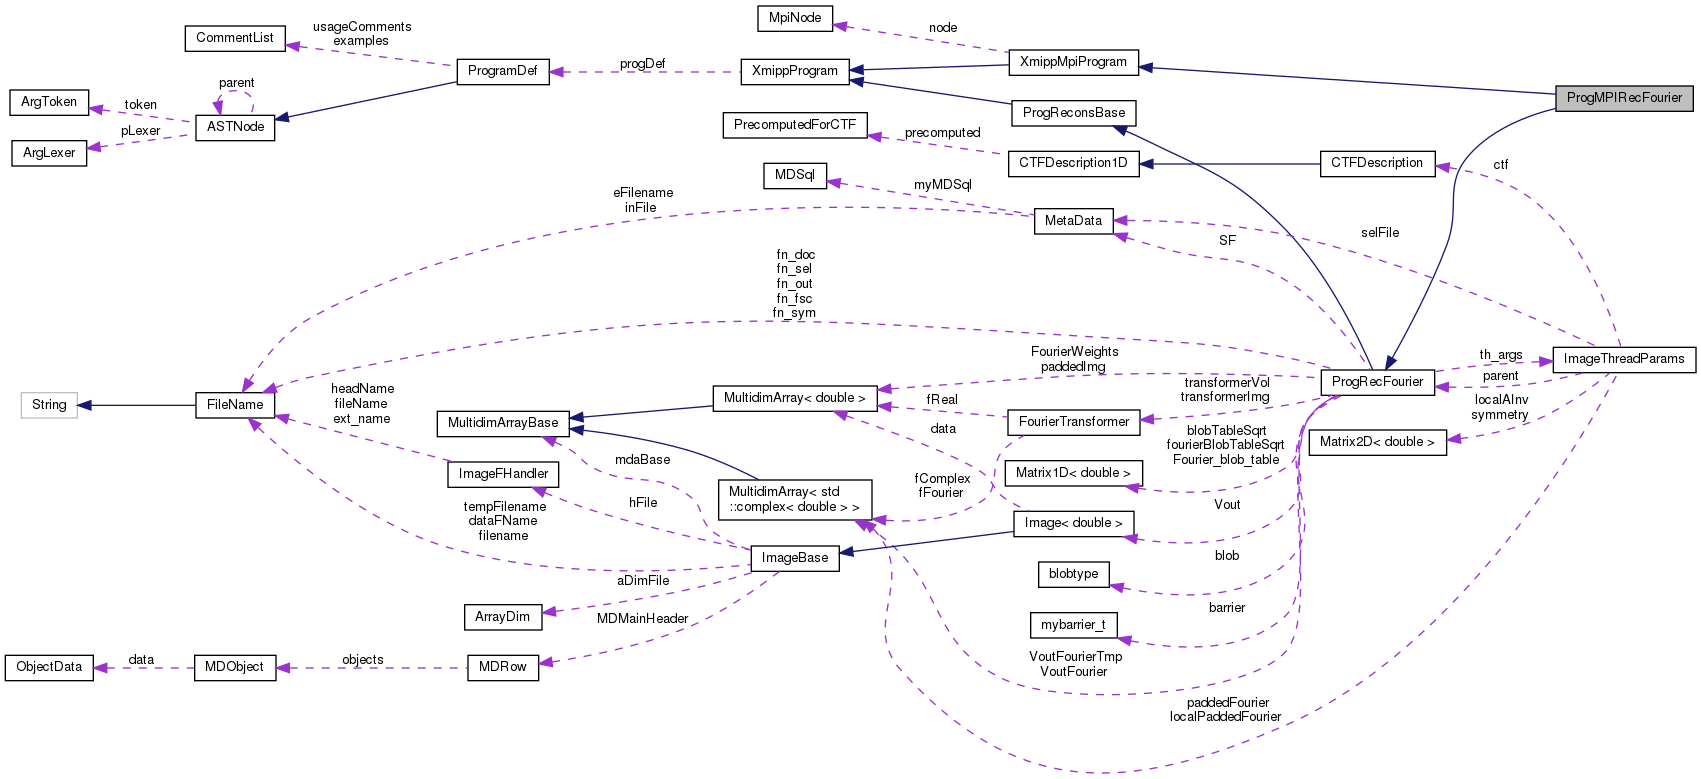 MpiNode
usageComments
examples
CommentList
node
XmippMpiProgram
ProgramDef
progDef
XmippProgram
parent
ArgToken
token
ProgMPIRecFourier
ProgReconsBase
ASTNode
PrecomputedForCTF
precomputed
pLexer
ArgLexer
CTFDescription1D
CTFDescription
ctf
MDSql
myMDSql
eFilename
inFile
MetaData
SF
selFile
fn_doc
fn_sel
fn_out
fn_fsc
fn_sym
FourierWeights
paddedImg
th_args
ImageThreadParams
parent
ProgRecFourier
transformerVol
transformerImg
headName
fileName
ext_name
String
FileName
MultidimArray< double >
fReal
localAInv
symmetry
MultidimArrayBase
data
FourierTransformer
blobTableSqrt
fourierBlobTableSqrt
Fourier_blob_table
Matrix2D< double >
mdaBase
ImageFHandler
Matrix1D< double >
fComplex
fFourier
MultidimArray< std
::complex< double > >
hFile
tempFilename
dataFName
filename
Vout
Image< double >
ImageBase
blob
blobtype
aDimFile
ArrayDim
barrier
MDMainHeader
mybarrier_t
ObjectData
data
MDObject
objects
MDRow
VoutFourierTmp
VoutFourier
paddedFourier
localPaddedFourier